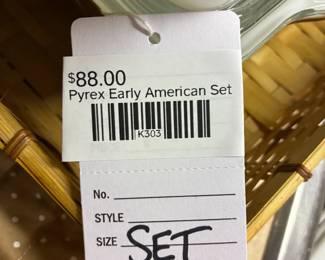 $88.00
Pyrex Early American Set
K303
No.
STYLE
SIZE SET